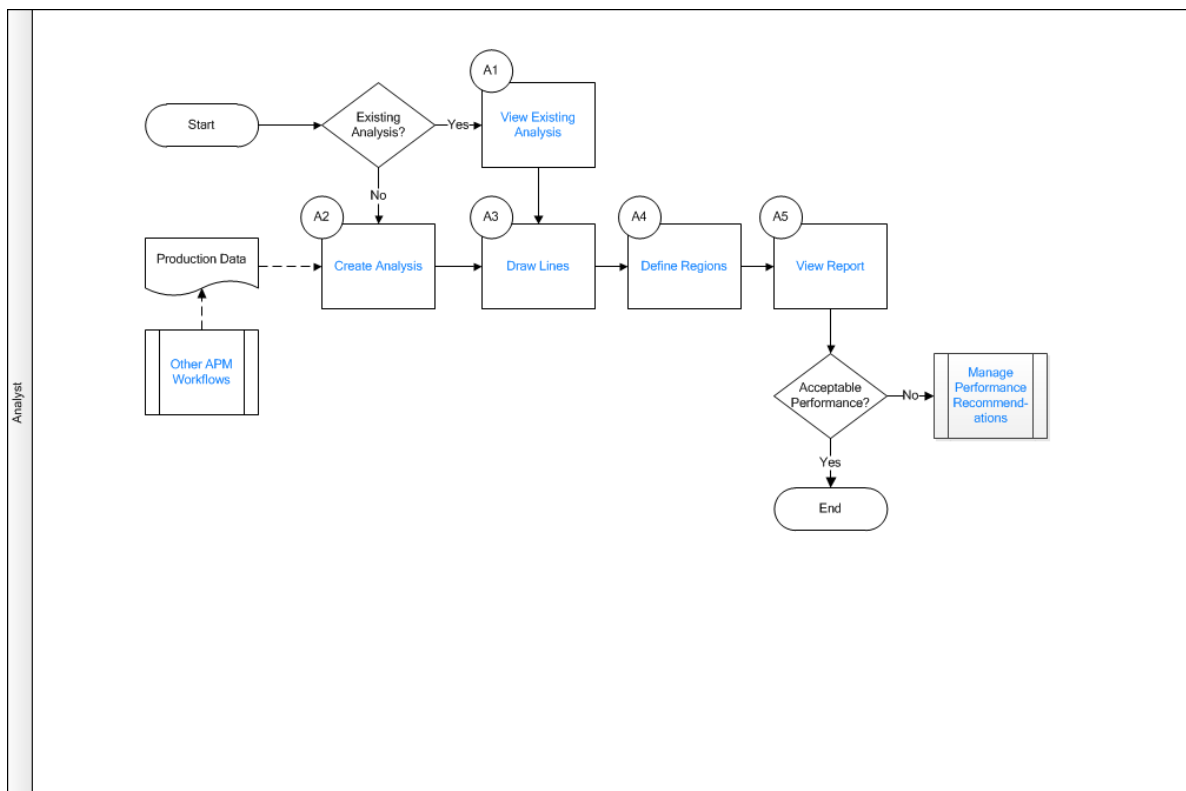 A1
Start
Existing
Analysis?
Yes
View Existing
Analysis
No
A2
A3
A4
A5
Production Data
Create Analysis
Draw Lines
Define Regions
View Report
Other APM
Workflows
Analyst
Acceptable
Performance?
No
Manage
Performance
Recommend-
ations
Yes
End